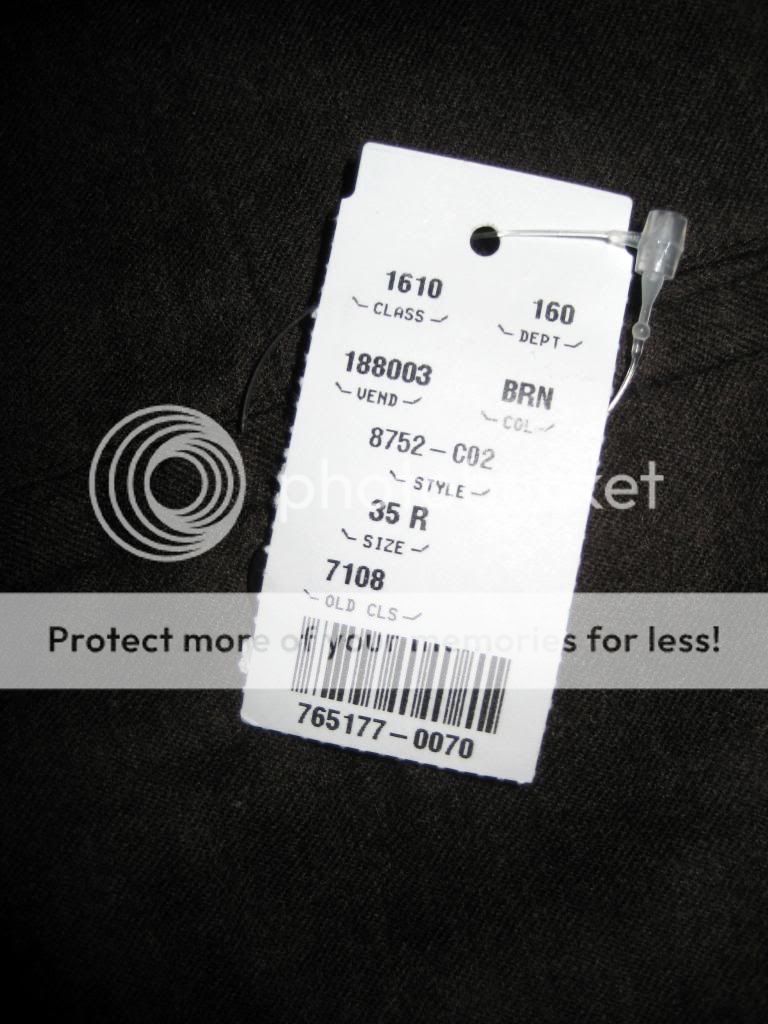 1610
CLASS
160
DEPT
188003
VEND
BRN
COL
8752-C02
STYLE
photobucket
35 R
SIZE
7108
OLD CLS
Protect more of your memories for less!
765177-0070